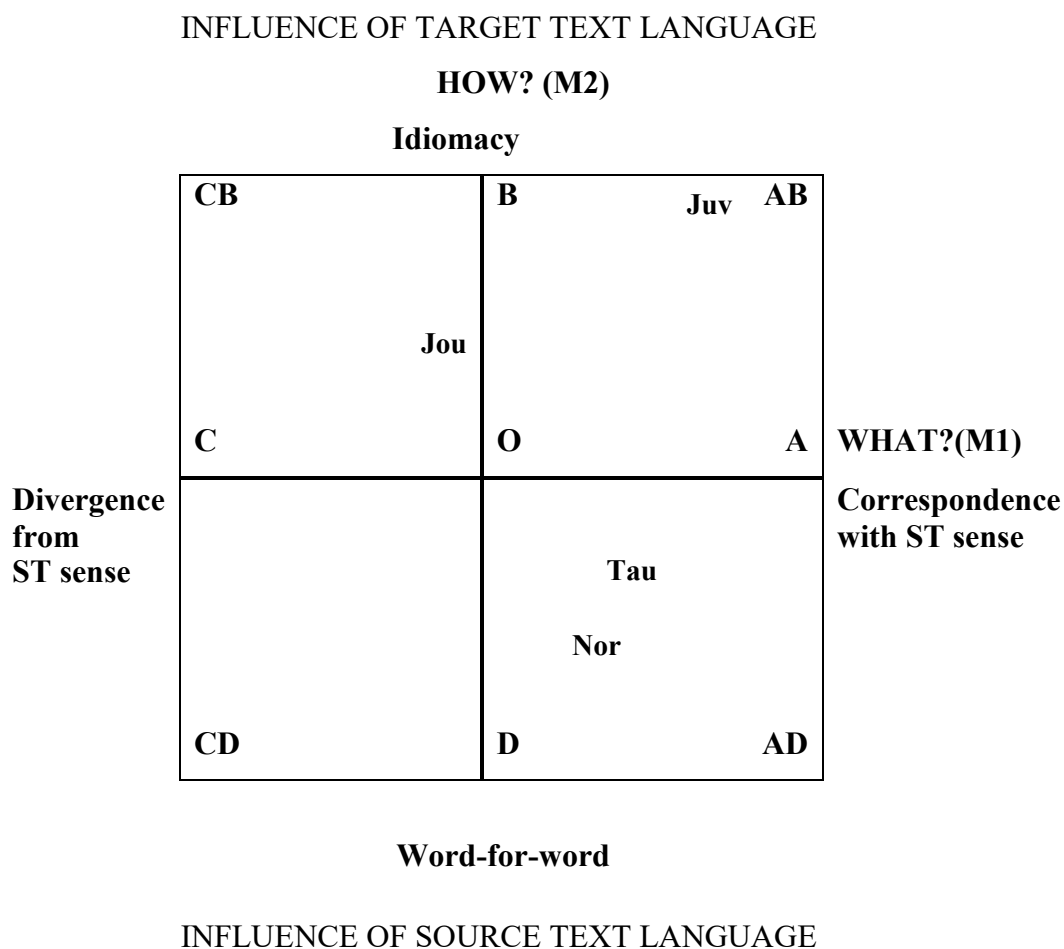 INFLUENCE OF TARGET TEXT LANGUAGE
HOW? (M2)
Idiomacy
CB B Juv AB
Jou
C O A WHAT?(M1)
Divergence Correspondence
from with ST sense
ST sense
Tau
Nor
CD D AD
Word-for-word
INFLUENCE OF SOURCE TEXT LANGUAGE